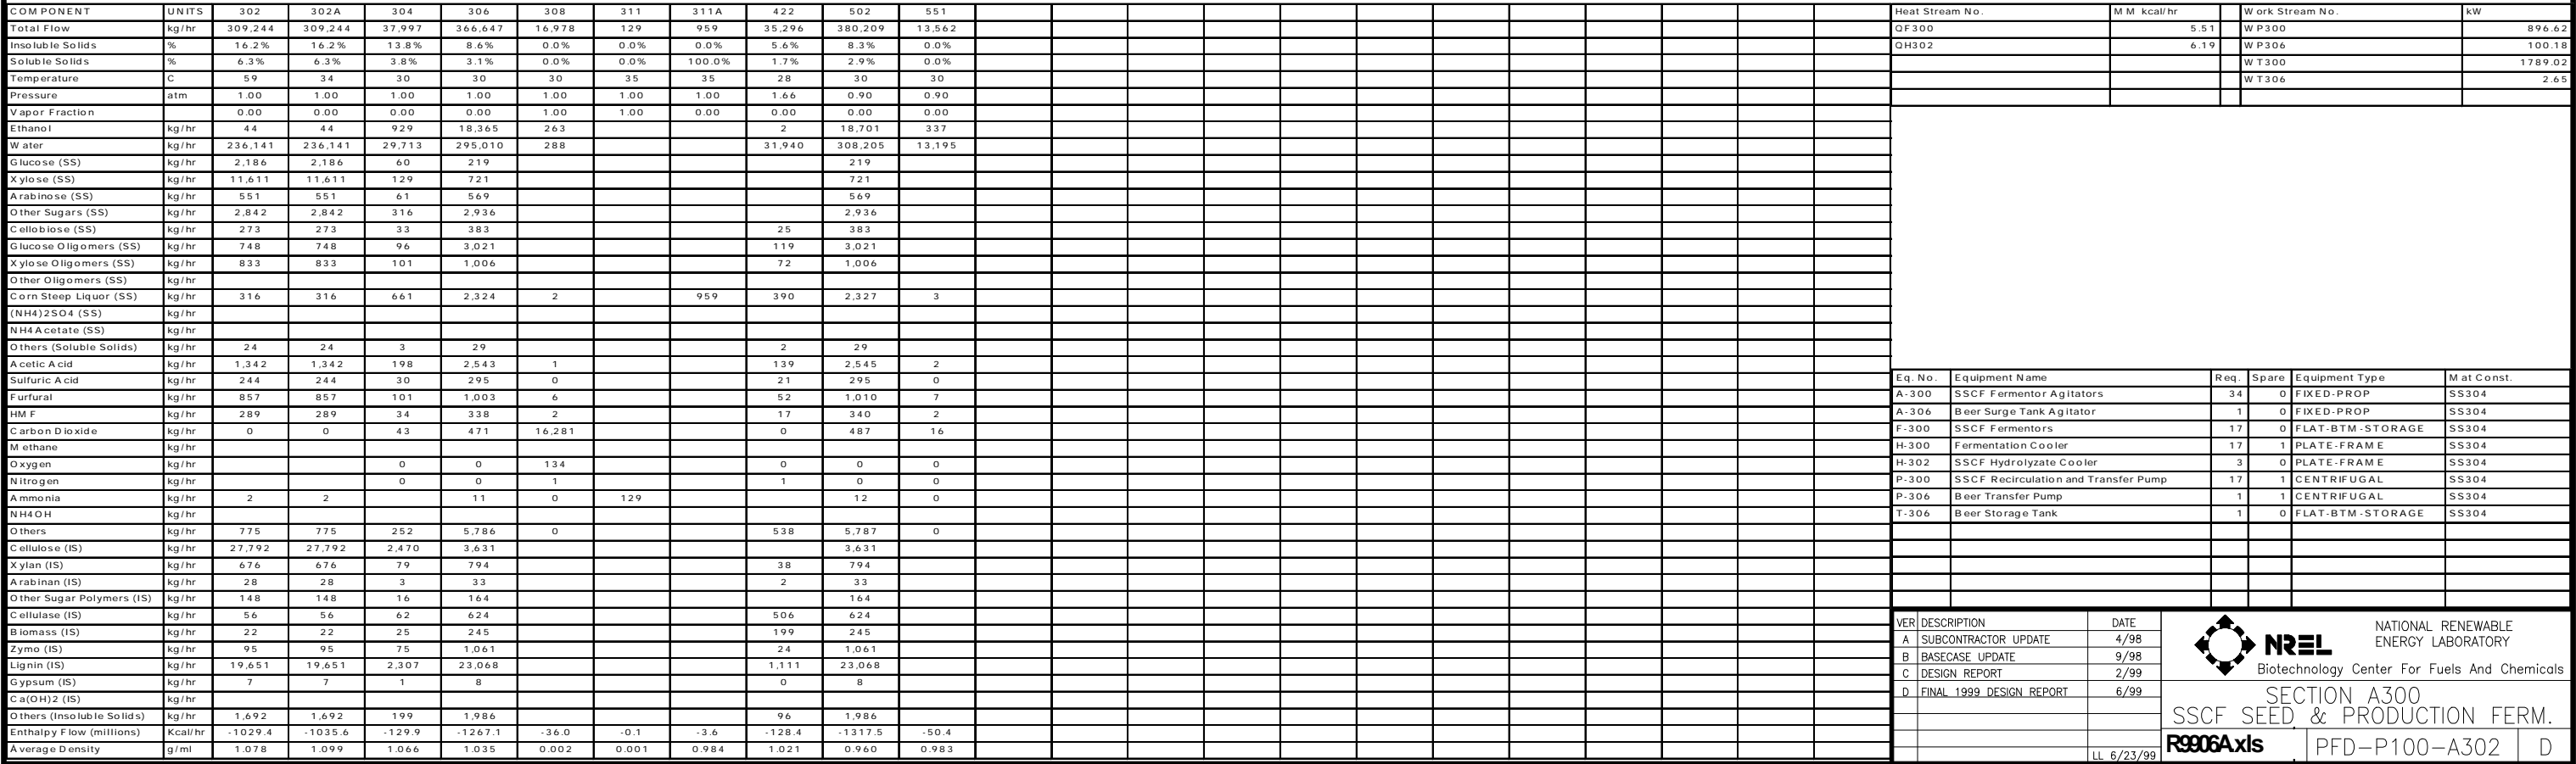 COMPONENT UNITS 302 302A 304 306 308 311 311A 422 502 551
Total Flow kg/hr 309,244 309,244 37,997 366,647 16,978 129 959 35,296 380,209 13,562
Insoluble Solids % 16.2% 16.2% 13.8% 8.6% 0.0% 0.0% 0.0% 5.6% 8.3% 0.0%
Soluble Solids % 6.3% 6.3% 3.8% 3.1% 0.0% 0.0% 100.0% 1.7% 2.9% 0.0%
Temperature C 59 34 30 30 30 35 35 28 30 30
Pressure atm 1.00 1.00 1.00 1.00 1.00 1.00 1.00 1.66 0.90 0.90
Vapor Fraction 0.00 0.00 0.00 0.00 1.00 1.00 0.00 0.00 0.00 0.00
Ethanol kg/hr 44 44 929 18,365 263 2 18,701 337
Water kg/hr 236,141 236,141 29,713 295,010 288 31,940 308,205 13,195
Glucose (SS) kg/hr 2,186 2,186 60 219 219
Xylose (SS) kg/hr 11,611 11,611 129 721 721
Arabinose (SS) kg/hr 551 551 61 569 569
Other Sugars (SS) kg/hr 2,842 2,842 316 2,936 2,936
Cellobiose (SS) kg/hr 273 273 33 383 25 383
Glucose Oligomers (SS) kg/hr 748 748 96 3,021 119 3,021
Xylose Oligomers (SS) kg/hr 833 833 101 1,006 72 1,006
Other Oligomers (SS) kg/hr
Corn Steep Liquor (SS) kg/hr 316 316 661 2,324 2 959 390 2,327 3
(NH4)2SO4 (SS) kg/hr
NH4Acetate (SS) kg/hr
Others (Soluble Solids) kg/hr 24 24 3 29 2 29
Acetic Acid kg/hr 1,342 1,342 198 2,543 1 139 2,545 2
Sulfuric Acid kg/hr 244 244 30 295 0 21 295 0
Furfural kg/hr 857 857 101 1,003 6 52 1,010 7
HMF kg/hr 289 289 34 338 2 17 340 2
Carbon Dioxide kg/hr 0 0 43 471 16,281 0 487 16
Methane kg/hr
Oxygen kg/hr 0 0 134 0 0 0
Nitrogen kg/hr 0 0 1 1 0 0
Ammonia kg/hr 2 2 11 0 129 12 0
NH4OH kg/hr
Others kg/hr 775 775 252 5,786 0 538 5,787 0
Cellulose (IS) kg/hr 27,792 27,792 2,470 3,631 3,631
Xylan (IS) kg/hr 676 676 79 794 38 794
Arabinan (IS) kg/hr 28 28 3 33 2 33
Other Sugar Polymers (IS) kg/hr 148 148 16 164 164
Cellulase (IS) kg/hr 56 56 62 624 506 624
Biomass (IS) kg/hr 22 22 25 245 199 245
Zymo (IS) kg/hr 95 95 75 1,061 24 1,061
Lignin (IS) kg/hr 19,651 19,651 2,307 23,068 1,111 23,068
Gypsum (IS) kg/hr 7 7 1 8 0 8
Ca(OH)2 (IS) kg/hr
Others (Insoluble Solids) kg/hr 1,692 1,692 199 1,986 96 1,986
Enthalpy Flow (millions) Kcal/hr -1029.4 -1035.6 -129.9 -1267.1 -36.0 -0.1 -3.6 -128.4 -1317.5 -50.4
Average Density g/ml 1.078 1.099 1.066 1.035 0.002 0.001 0.984 1.021 0.960 0.983
Heat Stream No. MM kcal/hr Work Stream No. kW
QF300 5.51 WP300 896.62
QH302 6.19 WP306 100.18
WT300 1789.02
WT306 2.65
Eq. No. Equipment Name Req. Spare Equipment Type Mat Const.
A-300 SSCF Fermentor Agitators 34 0 FIXED-PROP SS304
A-306 Beer Surge Tank Agitator 1 0 FIXED-PROP SS304
F-300 SSCF Fermentors 17 0 FLAT-BTM-STORAGE SS304
H-300 Fermentation Cooler 17 1 PLATE-FRAME SS304
H-302 SSCF Hydrolyzate Cooler 3 0 PLATE-FRAME SS304
P-300 SSCF Recirculation and Transfer Pump 17 1 CENTRIFUGAL SS304
P-306 Beer Transfer Pump 1 1 CENTRIFUGAL SS304
T-306 Beer Storage Tank 1 0 FLAT-BTM-STORAGE SS304
VER DESCRIPTION DATE
A SUBCONTRACTOR UPDATE 4/98
B BASECASE UPDATE 9/98
C DESIGN REPORT 2/99
D FINAL 1999 DESIGN REPORT 6/99
LL 6/23/99
NREL
NATIONAL RENEWABLE
ENERGY LABORATORY
Biotechnology Center For Fuels And Chemicals
SECTION A300
SSCF SEED & PRODUCTION FERM.
R9906A.xls PFD-P100-A302 D